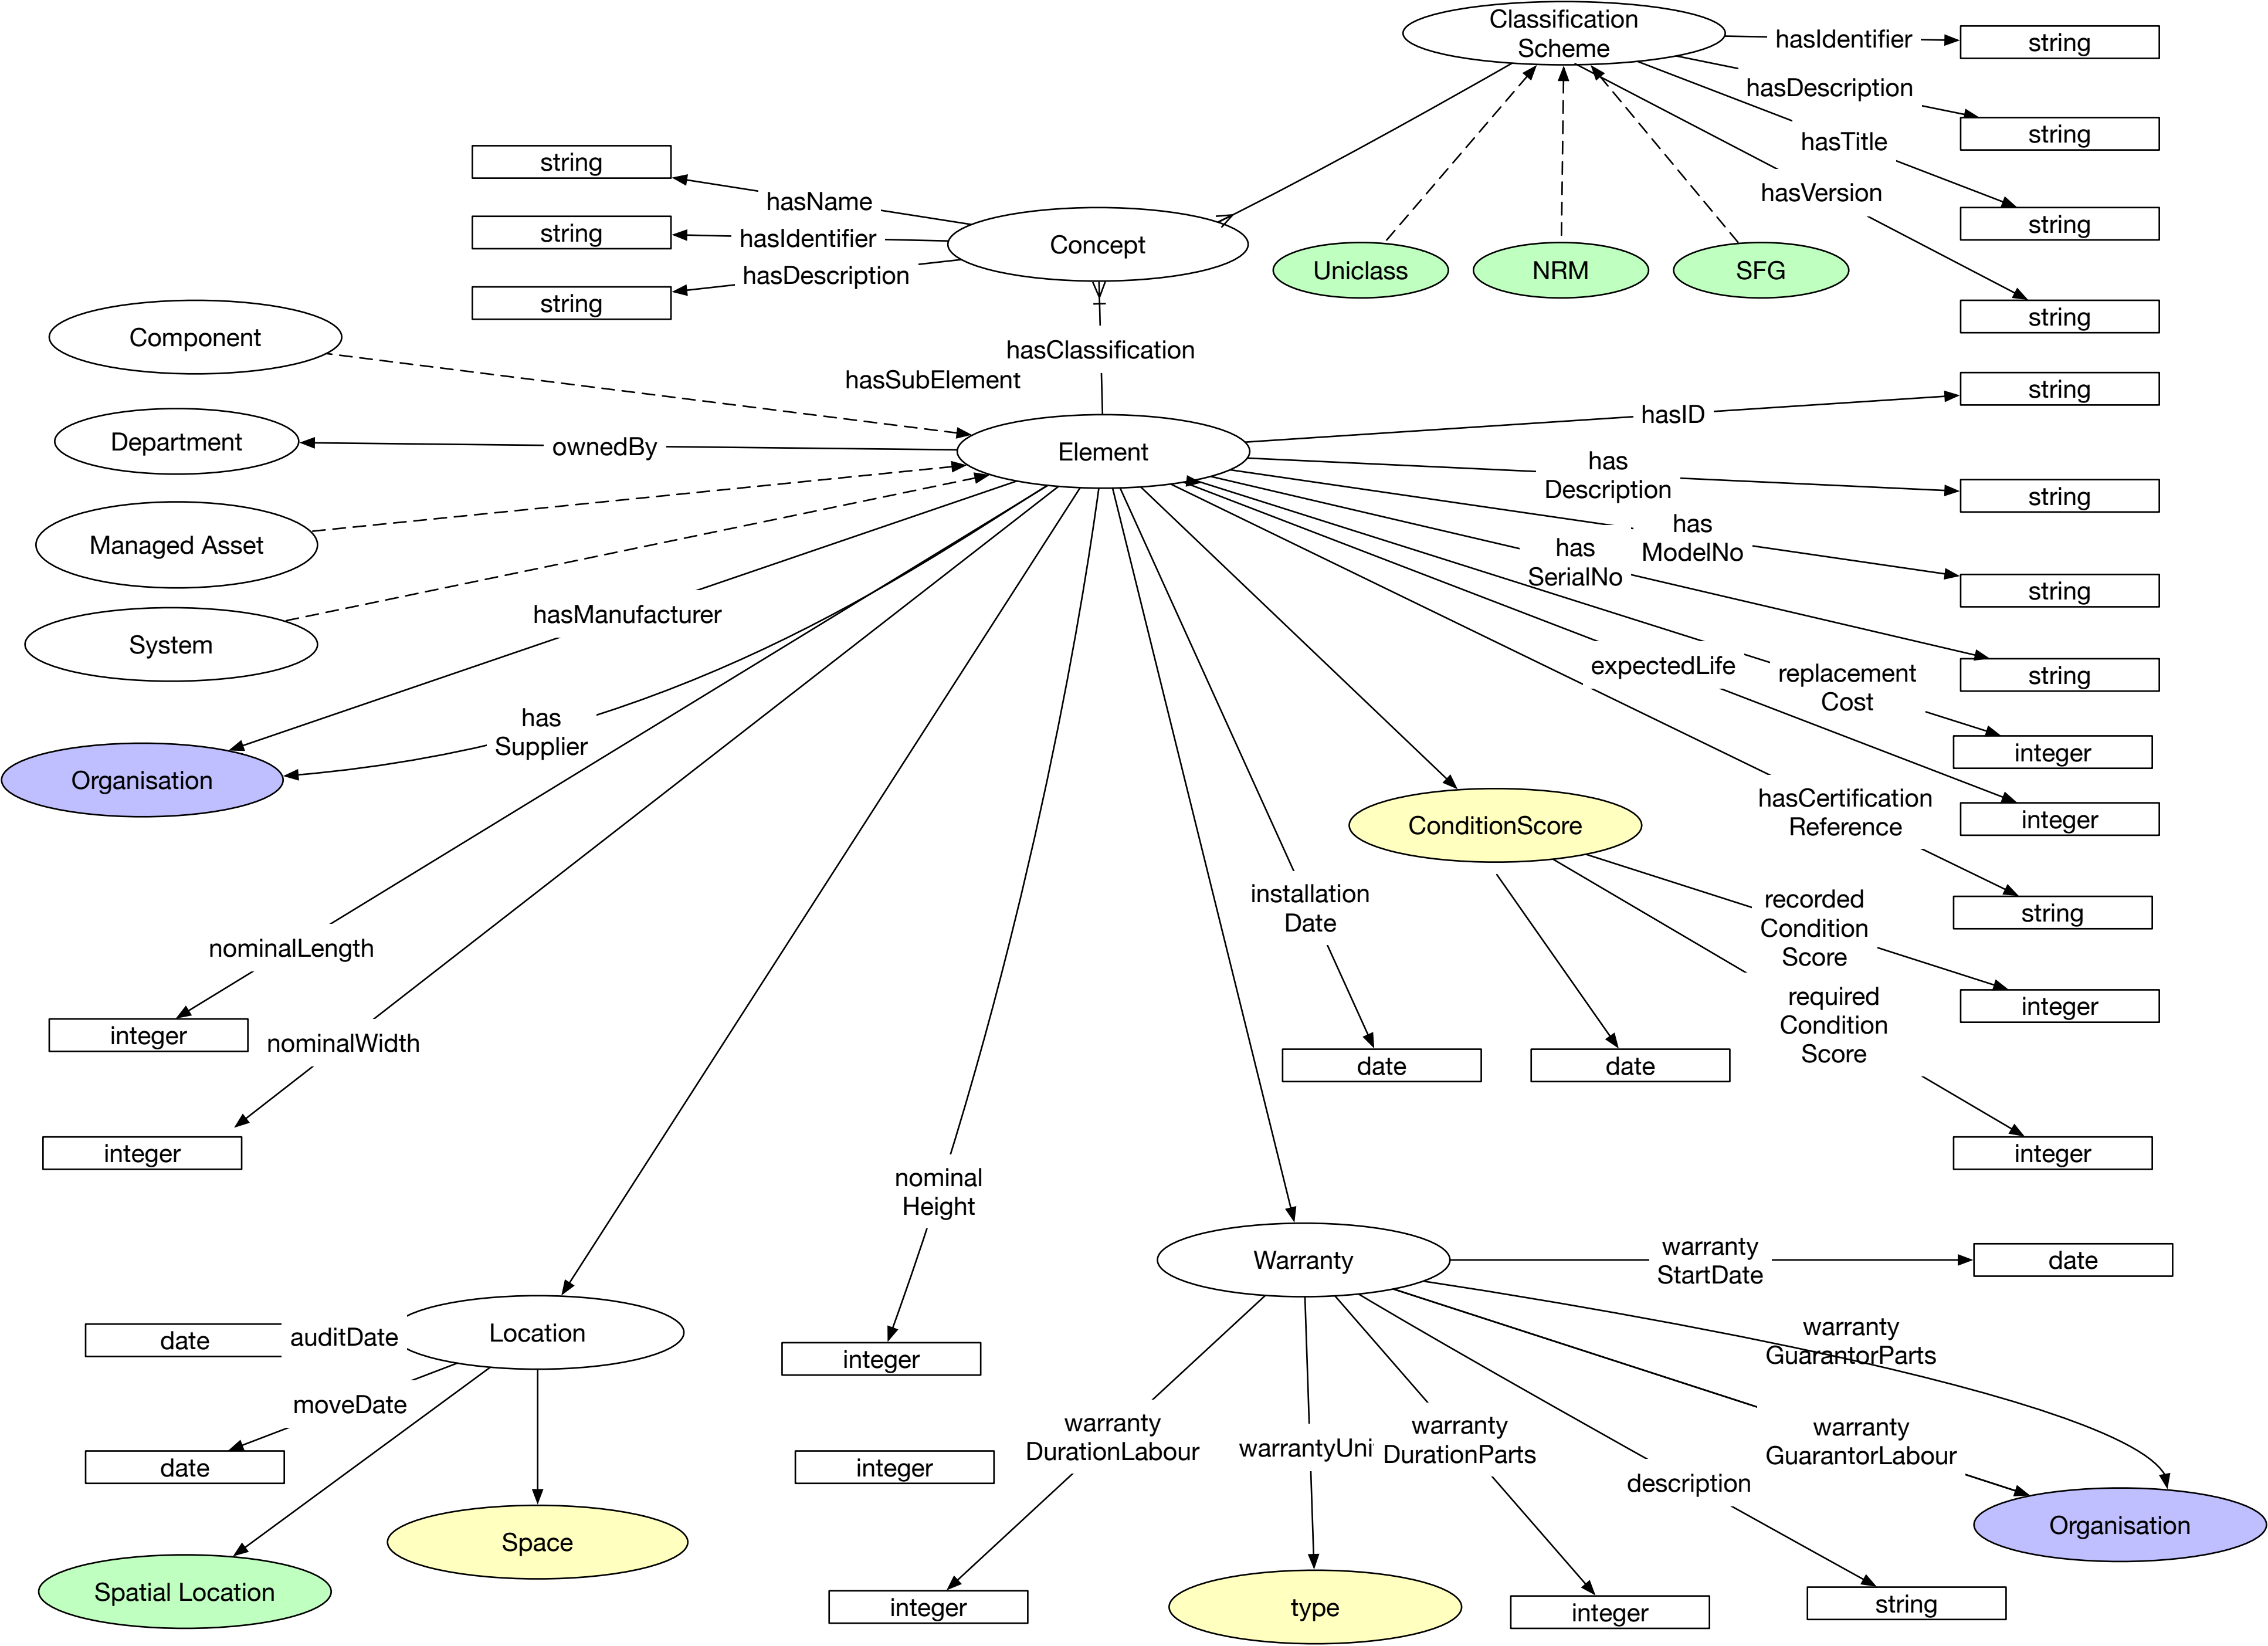 Classification
Scheme
hasIdentifier
string
hasDescription
string
hasTitle
string
hasVersion
string
string
hasName
string
hasIdentifier
string
hasDescription
Concept
Uniclass
NRM
SFG
Component
hasClassification
hasSubElement
Department
ownedBy
Element
hasID
string
has
Description
string
Managed Asset
has
ModelNo
string
has
SerialNo
string
System
hasManufacturer
expectedLife
replacement
Cost
integer
has
Supplier
Organisation
hasCertification
Reference
integer
string
ConditionScore
recorded
Condition
Score
integer
required
Condition
Score
integer
installation
Date
date
date
nominalLength
integer
nominalWidth
integer
nominal
Height
integer
Warranty
warranty
StartDate
date
date
auditDate
Location
moveDate
date
integer
warranty
GuarantorParts
warranty
DurationLabour
warrantyUni
warranty
DurationParts
warranty
GuarantorLabour
description
Space
Organisation
Spatial Location
integer
type
integer
string